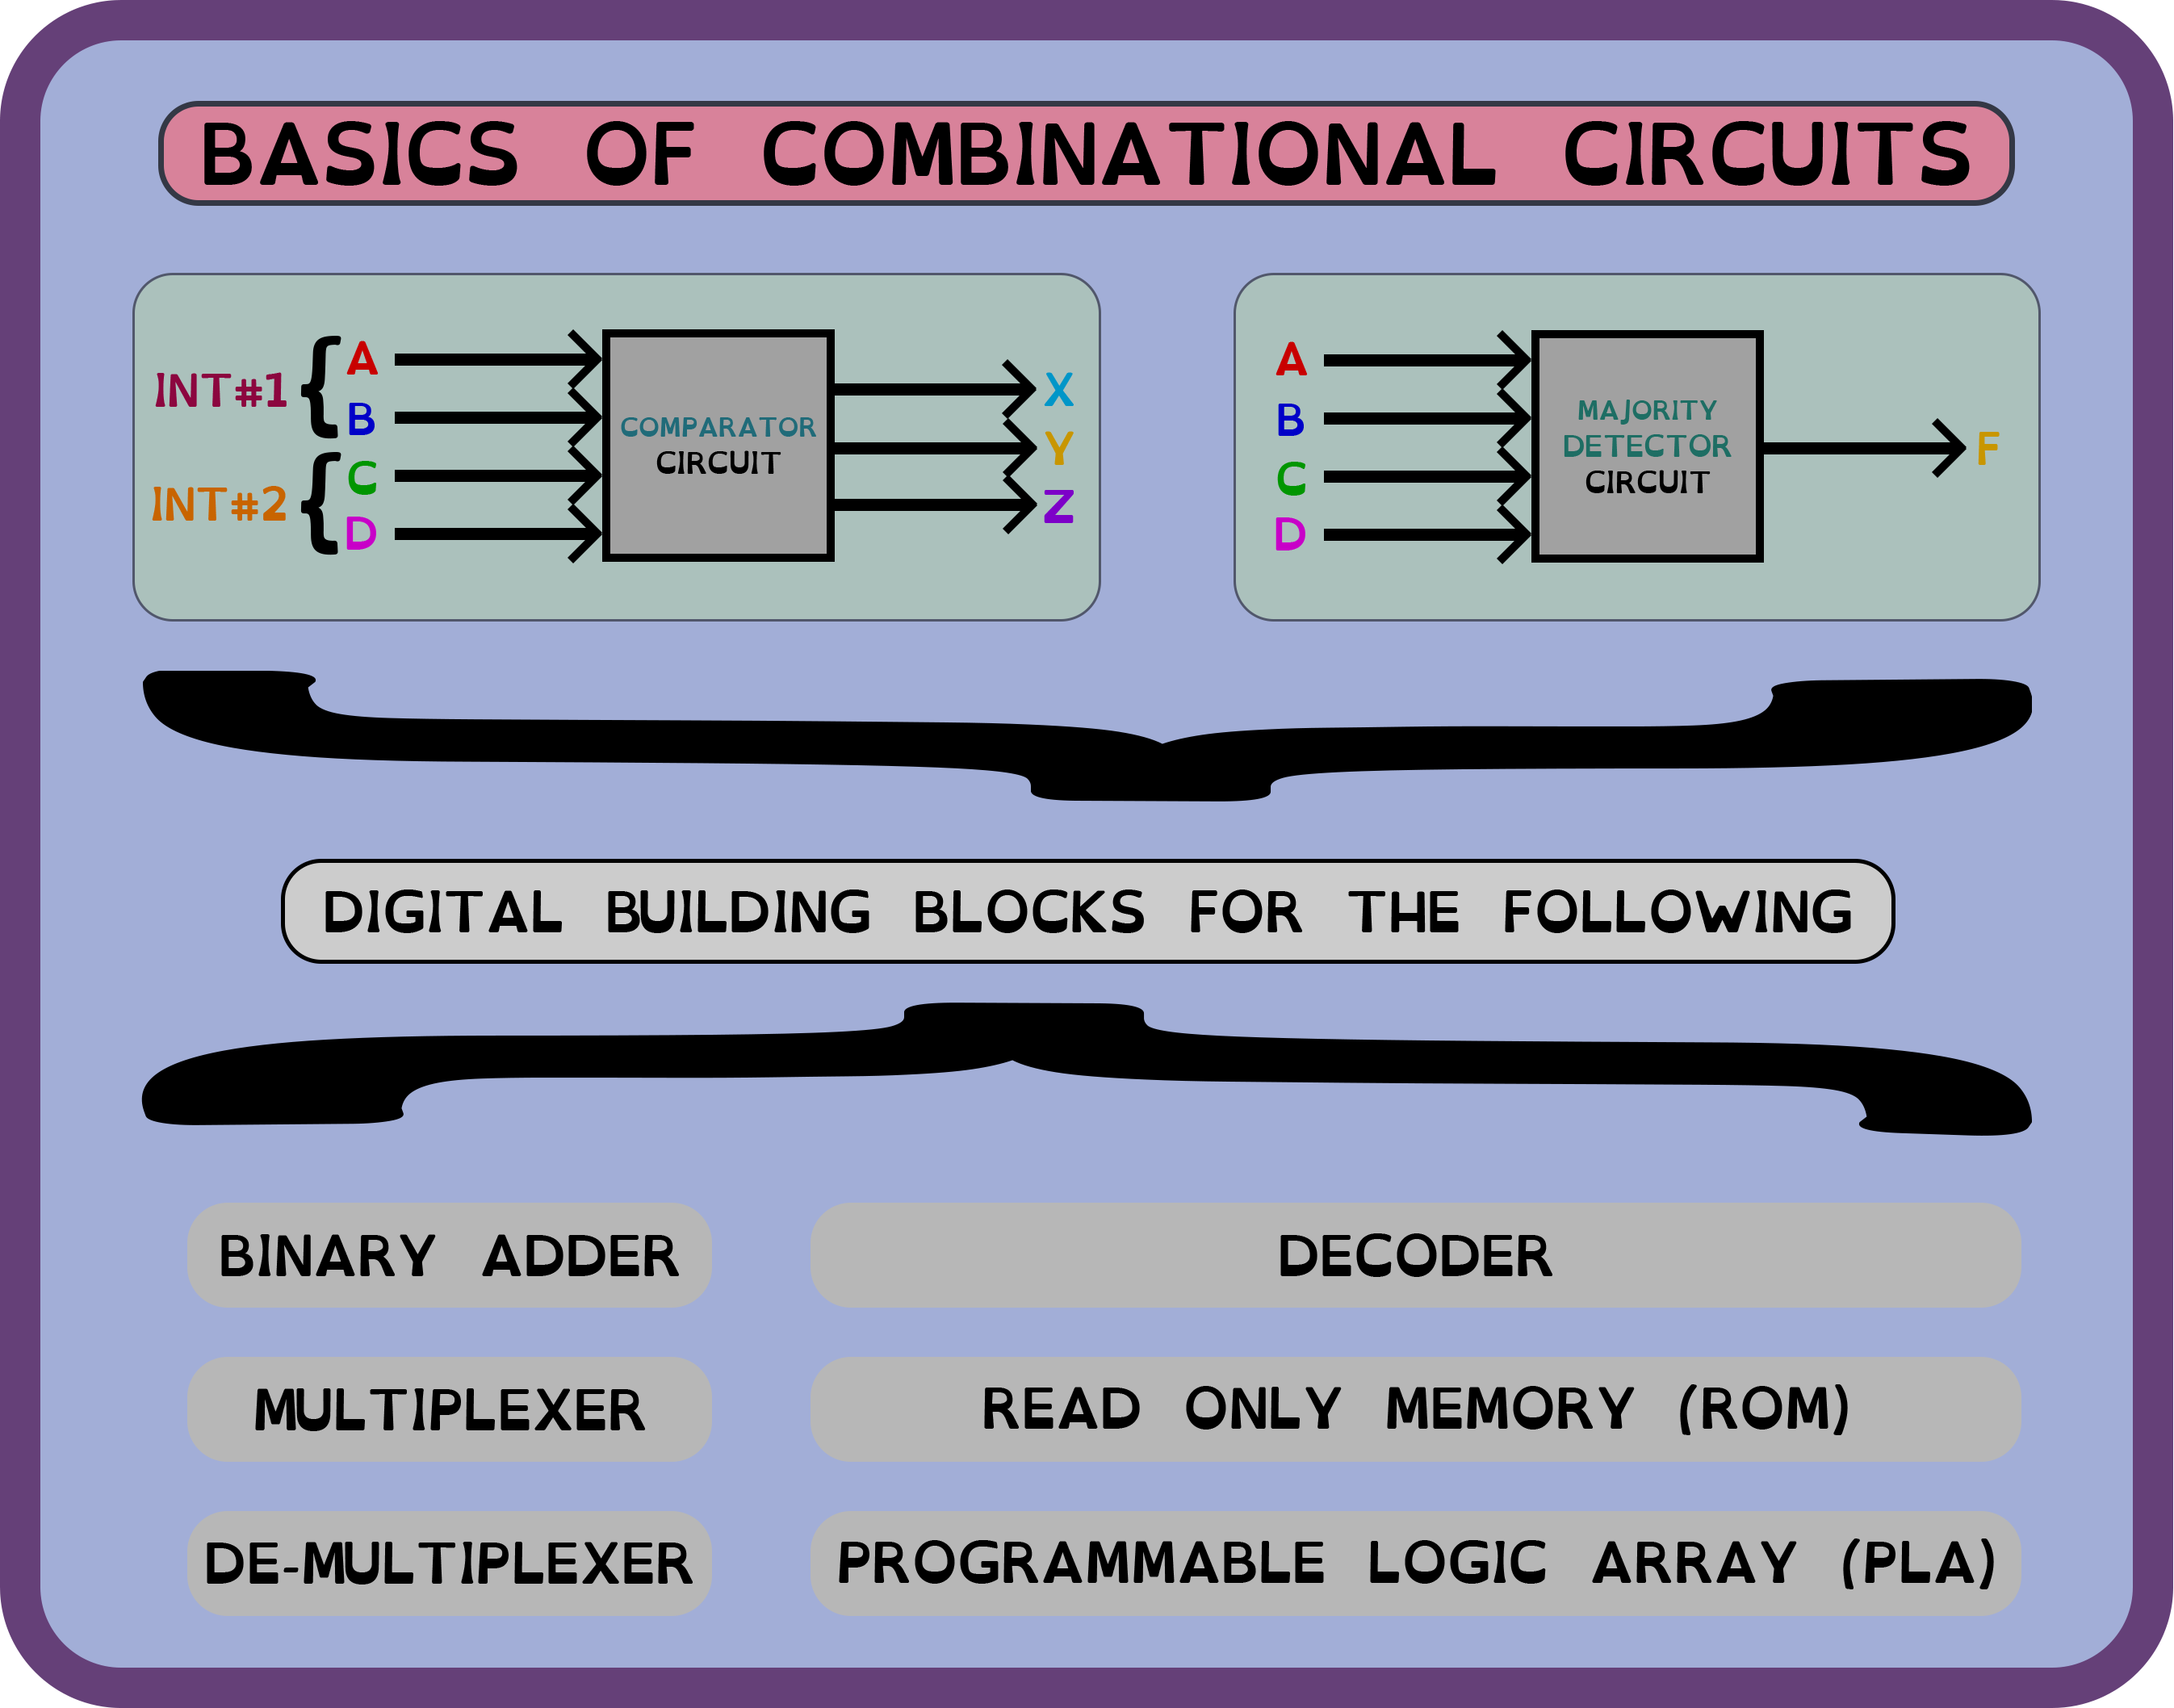 BASICS OF COMBINATIONAL CIRCUITS
INT#1
A
B
INT#2
C
D
COMPARATOR
CIRCUIT
X
Y
Z
A
B
C
D
MAJORITY
DETECTOR
CIRCUIT
F
DIGITAL BUILDING BLOCKS FOR THE FOLLOWING
BINARY ADDER
DECODER
MULTIPLEXER
READ ONLY MEMORY (ROM)
DE-MULTIPLEXER
PROGRAMMABLE LOGIC ARRAY (PLA)